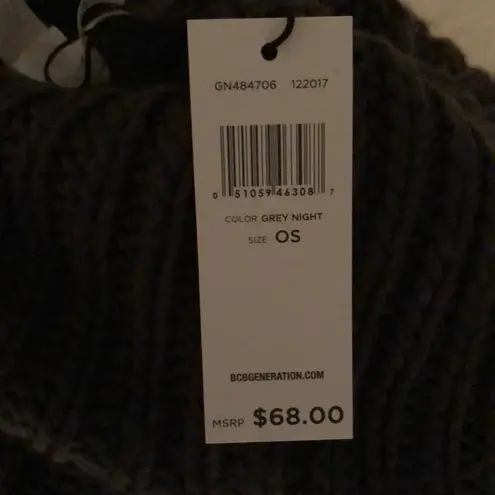 GN484706 122017
0 51059 46308 7
COLOR GREY NIGHT
SIZE OS
BCBGENERATION.COM
MSRP $68.00